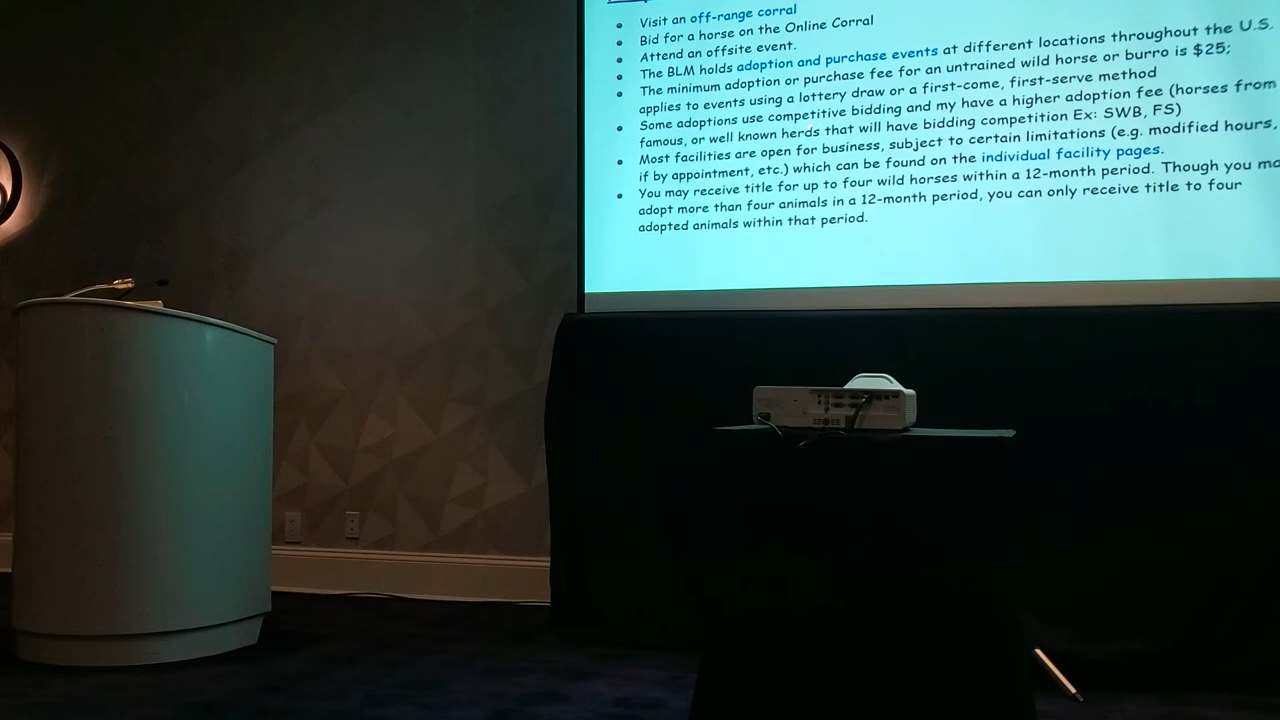 Visit an off-range corral
Bid for a horse on the Online Corral
Attend an offsite event.
The BLM holds adoption and purchase events at different locations throughout the U.S.
The minimum adoption or purchase fee for an untrained wild horse or burro is $25;
applies to events using a lottery draw or a first-come, first-serve method
Some adoptions use competitive bidding and my have a higher adoption fee (horses from
famous, or well known herds that will have bidding competition Ex: SWB, FS)
Most facilities are open for business, subject to certain limitations (e.g. modified hours,
if by appointment, etc.) which can be found on the individual facility pages.
You may receive title for up to four wild horses within a 12-month period. Though you
adopt more than four animals in a 12-month period, you can only receive title to four
adopted animals within that period.